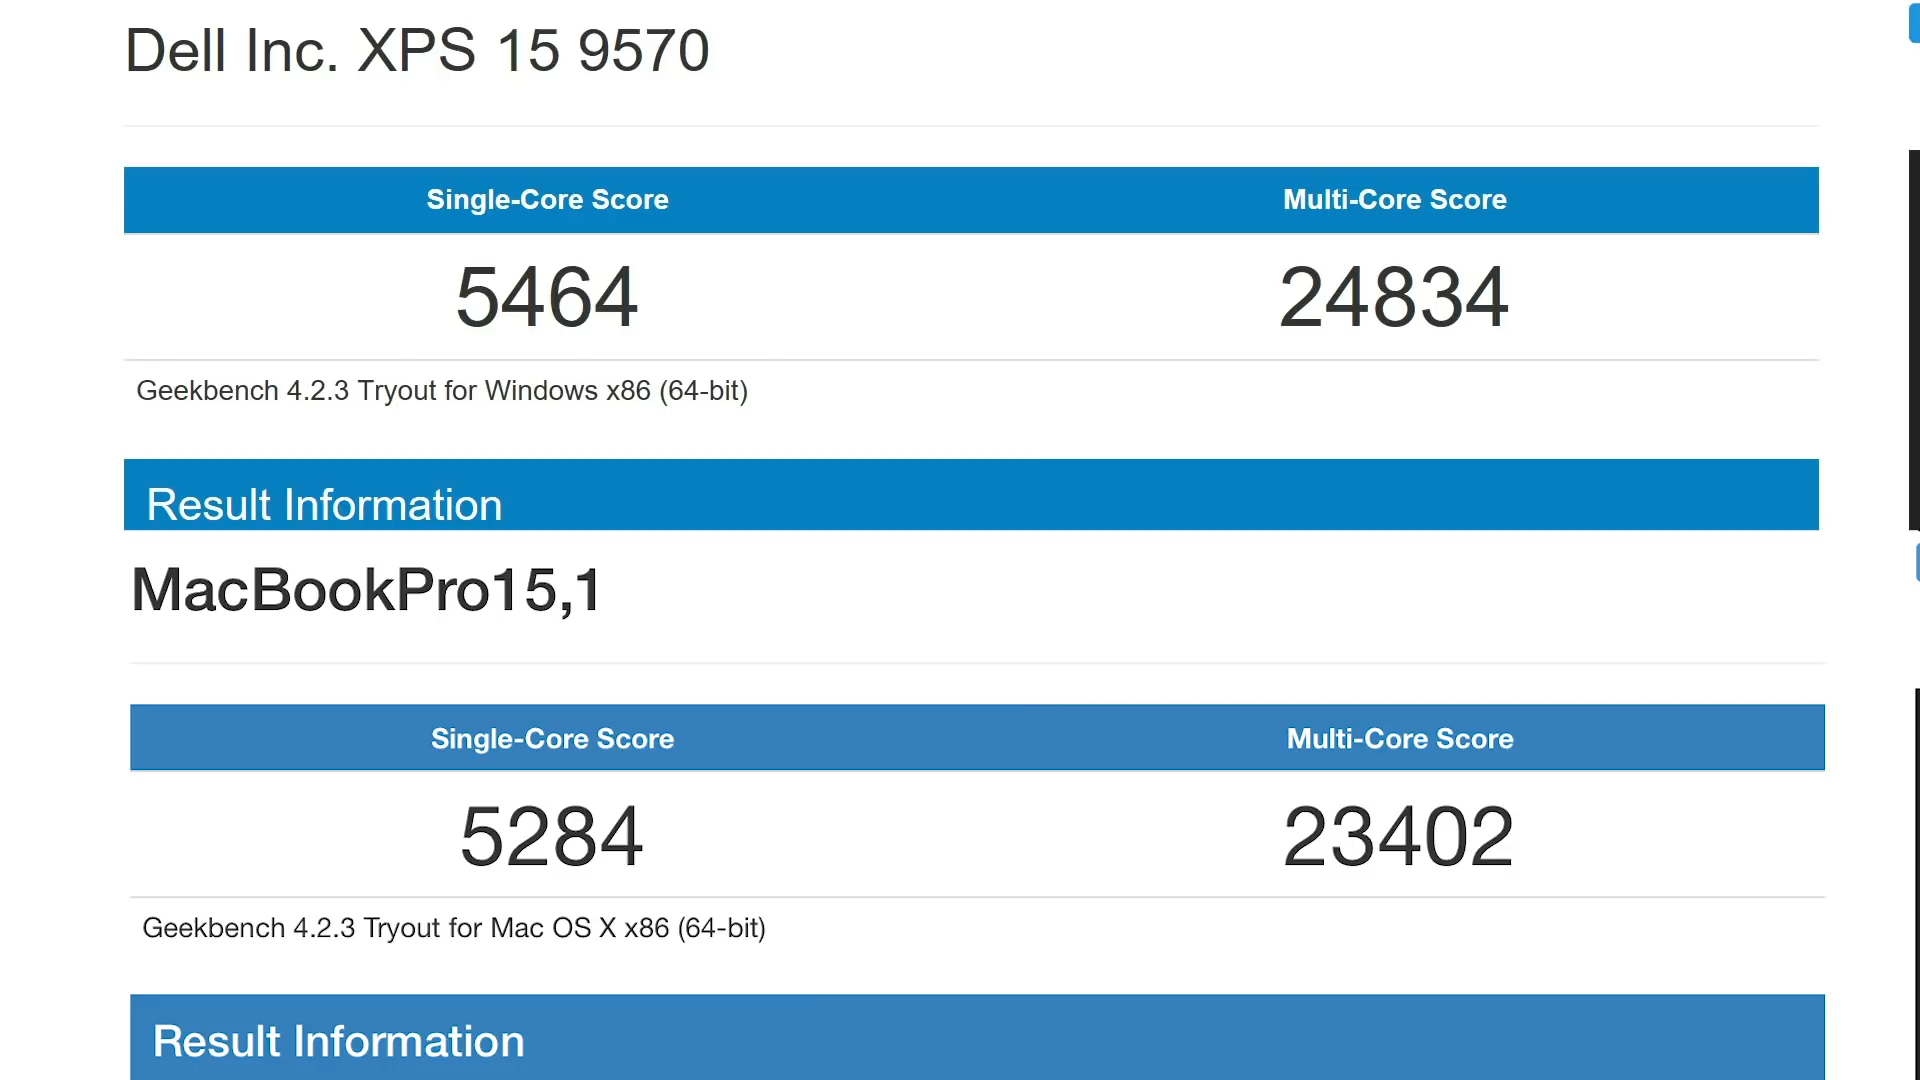 Dell Inc. XPS 15 9570
Single-Core Score Multi-Core Score
5464 24834
Geekbench 4.2.3 Tryout for Windows x86 (64-bit)
Result Information
MacBookPro15,1
Single-Core Score Multi-Core Score
5284 23402
Geekbench 4.2.3 Tryout for Mac OS X x86 (64-bit)
Result Information